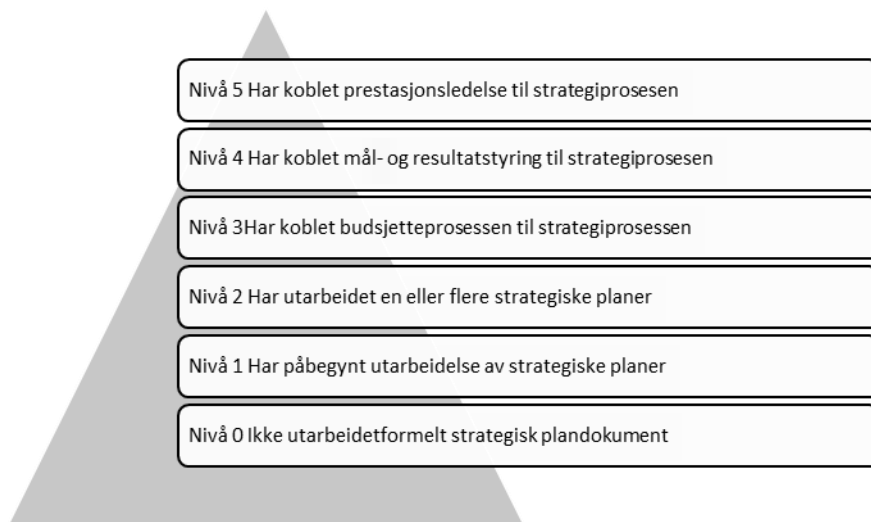 Nivå 5 Har koblet prestasjonsledelse til strategiprosesen
Nivå 4 Har koblet mål- og resultatstyring til strategiprosesen
Nivå 3Har koblet budsjetteprosessen til strategiprosessen
Nivå 2 Har utarbeidet en eller flere strategiske planer
Nivå 1 Har påbegynt utarbeidelse av strategiske planer
Nivå 0 Ikke utarbeidetformelt strategisk plandokument